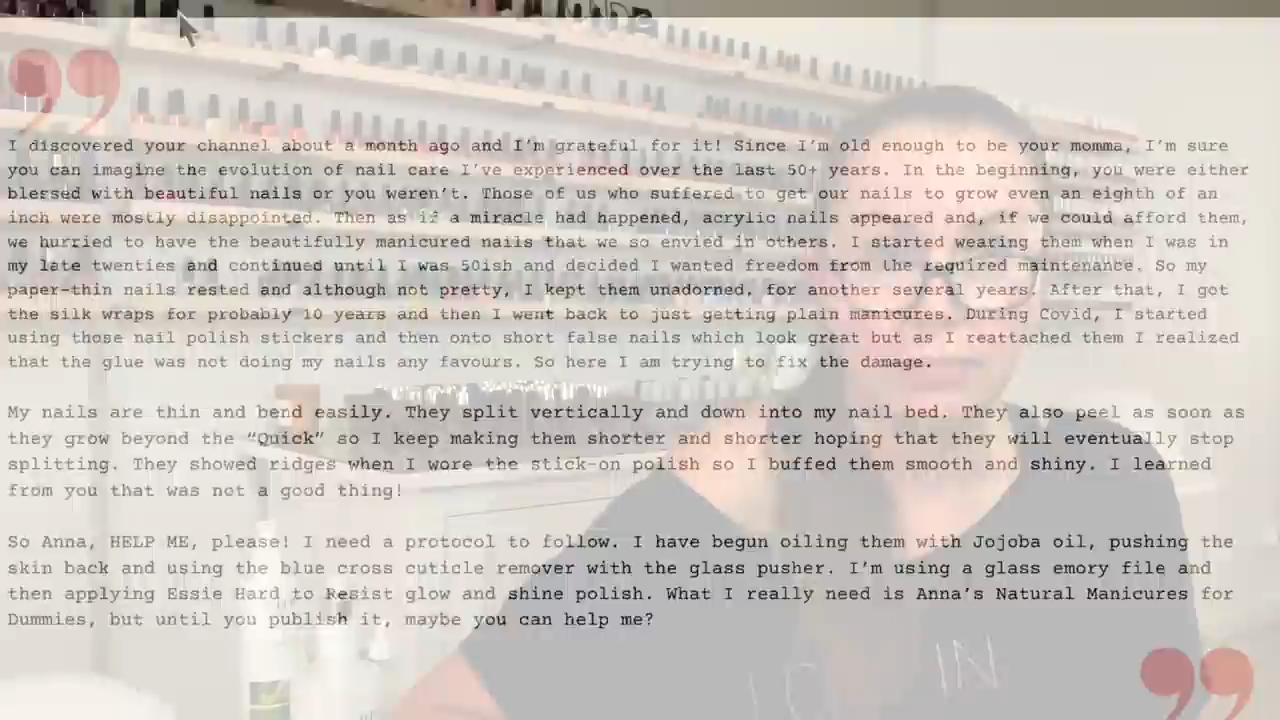 I discovered your channel about a month ago and I'm grateful for it! Since I'm old enough to be your momma, I'm sure
you can imagine the evolution of nail care I've experienced over the last 50+ years. In the beginning, you were either
blessed with beautiful nails or you weren't. Those of us who suffered to get our nails to grow even an eighth of an
inch were mostly disappointed. Then as if a miracle had happened, acrylic nails appeared and, if we could afford them,
we hurried to have the beautifully manicured nails that we so envied in others. I started wearing them when I was in
my late twenties and continued until I was 50ish and decided I wanted freedom from the required maintenance. So my
paper-thin nails rested and although not pretty, I kept them unadorned, for another several years. After that, I got
the silk wraps for probably 10 years and then I went back to just getting plain manicures. During Covid, I started
using those nail polish stickers and then onto short false nails which look great but as I reattached them I realized
that the glue was not doing my nails any favours. So here I am trying to fix the damage.
My nails are thin and bend easily. They split vertically and down into my nail bed. They also peel as soon as
they grow beyond the “Quick” so I keep making them shorter and shorter hoping that they will eventually stop
splitting. They showed ridges when I wore the stick-on polish so I buffed them smooth and shiny. I learned
from you that was not a good thing!
So Anna, HELP ME, please! I need a protocol to follow. I have begun oiling them with Jojoba oil, pushing the
skin back and using the blue cross cuticle remover with the glass pusher. I'm using a glass emory file and
then applying Essie Hard to Resist glow and shine polish. What I really need is Anna's Natural Manicures for
Dummies, but until you publish it, maybe you can help me?
IN